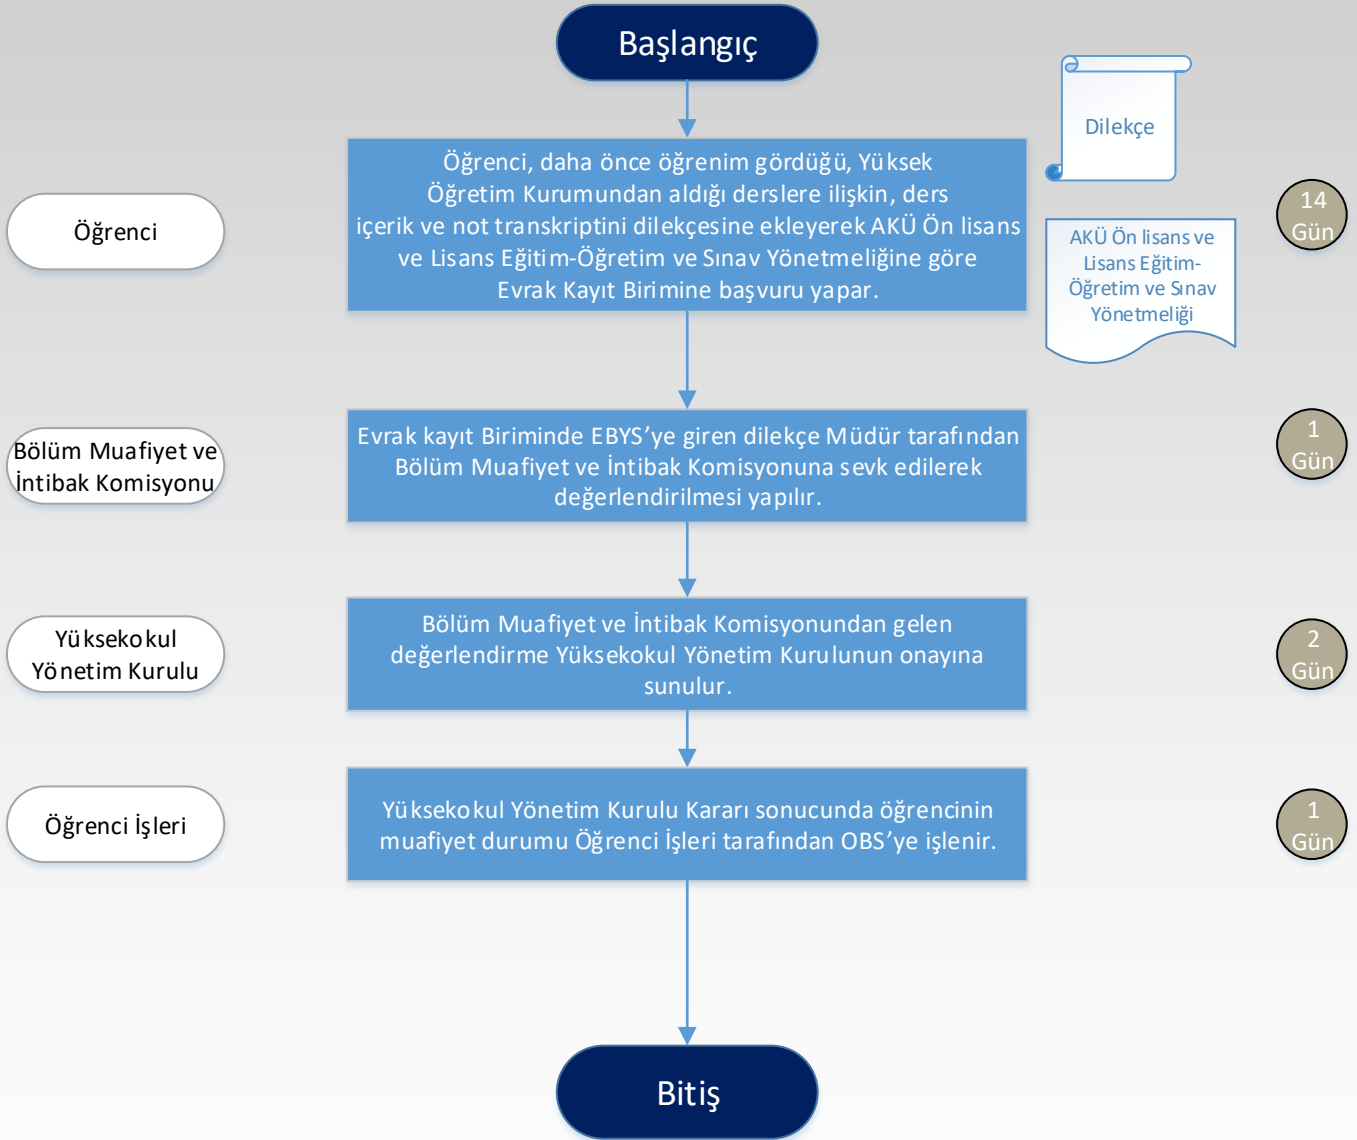 Başlangıç
Dilekçe
Öğrenci
Öğrenci, daha önce öğrenim gördüğü, Yüksek
Öğretim Kurumundan aldığı derslere ilişkin, ders
içerik ve not transkriptini dilekçesine ekleyerek AKÜ Ön lisans
ve Lisans Eğitim-Öğretim ve Sınav Yönetmeliğine göre
Evrak Kayıt Birimine başvuru yapar.
AKÜ Ön lisans ve
Lisans Eğitim-
Öğretim ve Sınav
Yönetmeliği
14
Gün
Bölüm Muafiyet ve
İntibak Komisyonu
Evrak kayıt Biriminde EBYS’ye giren dilekçe Müdür tarafından
Bölüm Muafiyet ve İntibak Komisyonuna sevk edilerek
değerlendirilmesi yapılır.
1
Gün
Yüksekokul
Yönetim Kurulu
Bölüm Muafiyet ve İntibak Komisyonundan gelen
değerlendirme Yüksekokul Yönetim Kurulunun onayına
sunulur.
2
Gün
Öğrenci İşleri
Yüksekokul Yönetim Kurulu Kararı sonucunda öğrencinin
muafiyet durumu Öğrenci İşleri tarafından OBS’ye işlenir.
1
Gün
Bitiş